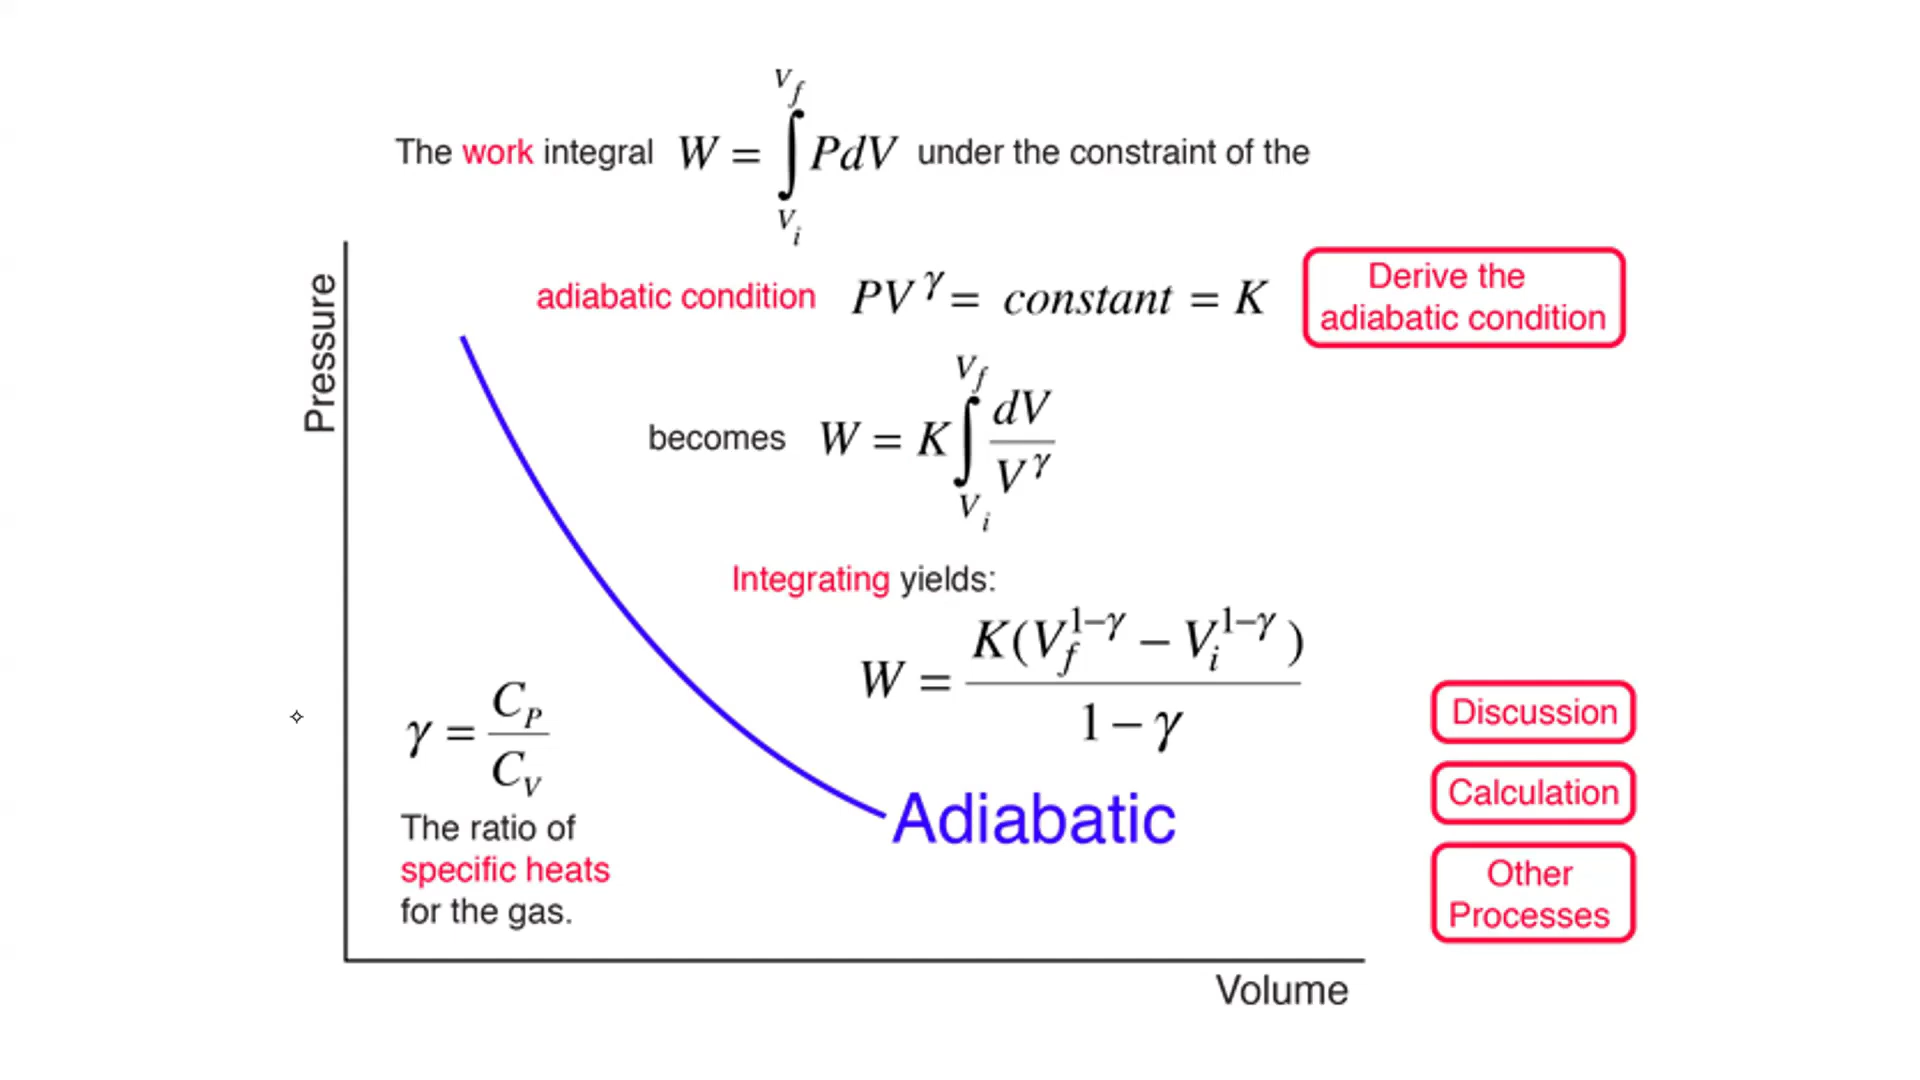 The work integral W = ∫_{V_i}^{V_f} PdV under the constraint of the
adiabatic condition PV^γ = constant = K
Derive the
adiabatic condition
Pressure
becomes W = K ∫_{V_i}^{V_f} dV / V^γ
Integrating yields:
W = K(V_f^{1−γ} − V_i^{1−γ}) / 1−γ
γ = C_P / C_V
The ratio of
specific heats
for the gas.
Adiabatic
Discussion
Calculation
Other
Processes
Volume